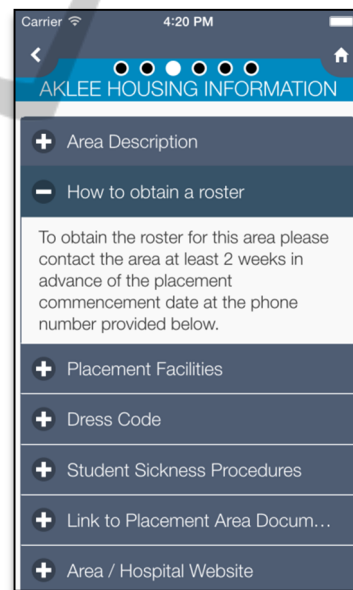 Carrier 4:20 PM
AKLEE HOUSING INFORMATION
Area Description
How to obtain a roster
To obtain the roster for this area please
contact the area at least 2 weeks in
advance of the placement
commencement date at the phone
number provided below.
Placement Facilities
Dress Code
Student Sickness Procedures
Link to Placement Area Docum...
Area / Hospital Website